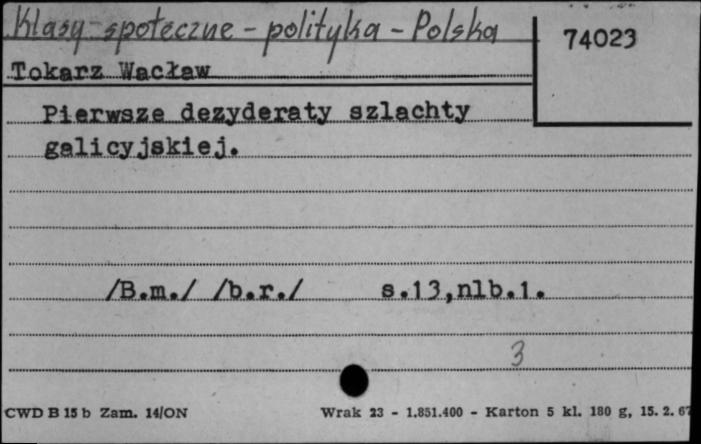 Klasy społeczne - polityka - Polska
74023
Tokarz Wacław
Pierwsze dezyderaty szlachty
galicyjskiej.
/B.m./ /b.r./ s.13,nlb.1.
3
CWD B 15 b Zam. 14/ON Wrak 23 - 1.851.400 - Karton 5 kl. 180 g, 15. 2. 67